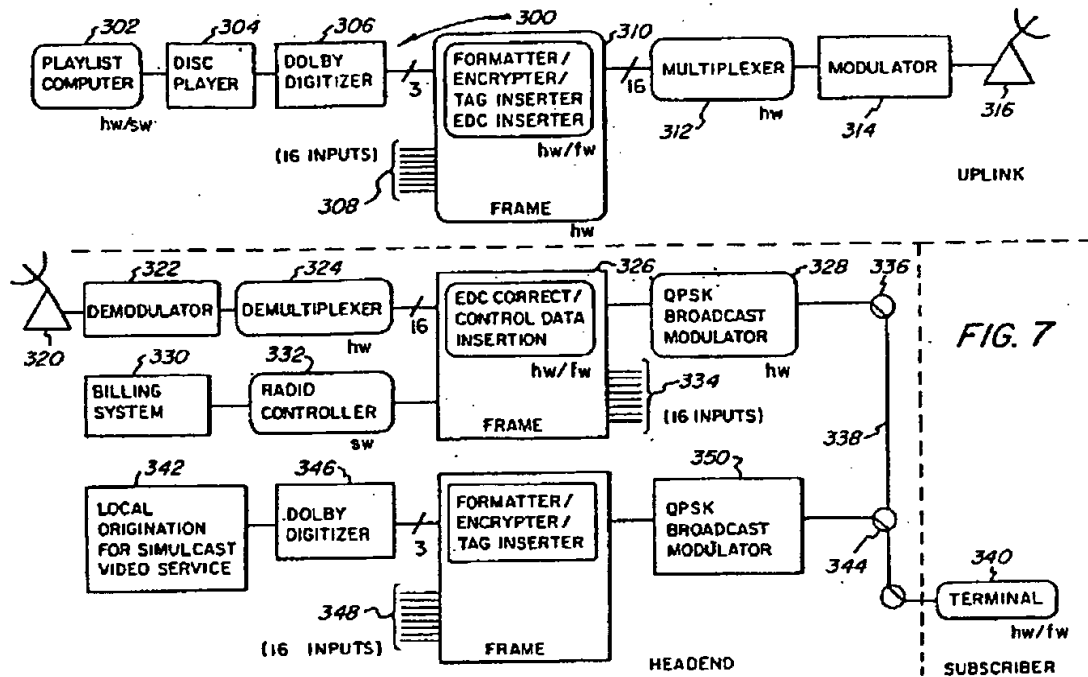 302
304
306
300
310
PLAYLIST
COMPUTER
hw/sw
DISC
PLAYER
DOLBY
DIGITIZER
3
FORMATTER/
ENCRYPTER/
TAG INSERTER
EDC INSERTER
hw/fw
(16 INPUTS)
308
FRAME
hw
16
MULTIPLEXER
312
hw
MODULATOR
314
316
UPLINK
320
322
DEMODULATOR
324
DEMULTIPLEXER
hw
16
326
EDC CORRECT/
CONTROL DATA
INSERTION
hw/fw
FRAME
334
(16 INPUTS)
328
QPSK
BROADCAST
MODULATOR
hw
336
338
FIG. 7
330
BILLING
SYSTEM
332
RADIO
CONTROLLER
sw
342
LOCAL
ORIGINATION
FOR SIMULCAST
VIDEO SERVICE
346
DOLBY
DIGITIZER
3
FORMATTER/
ENCRYPTER/
TAG INSERTER
348
(16 INPUTS)
FRAME
350
QPSK
BROADCAST
MODULATOR
344
340
TERMINAL
hw/fw
HEADEND
SUBSCRIBER